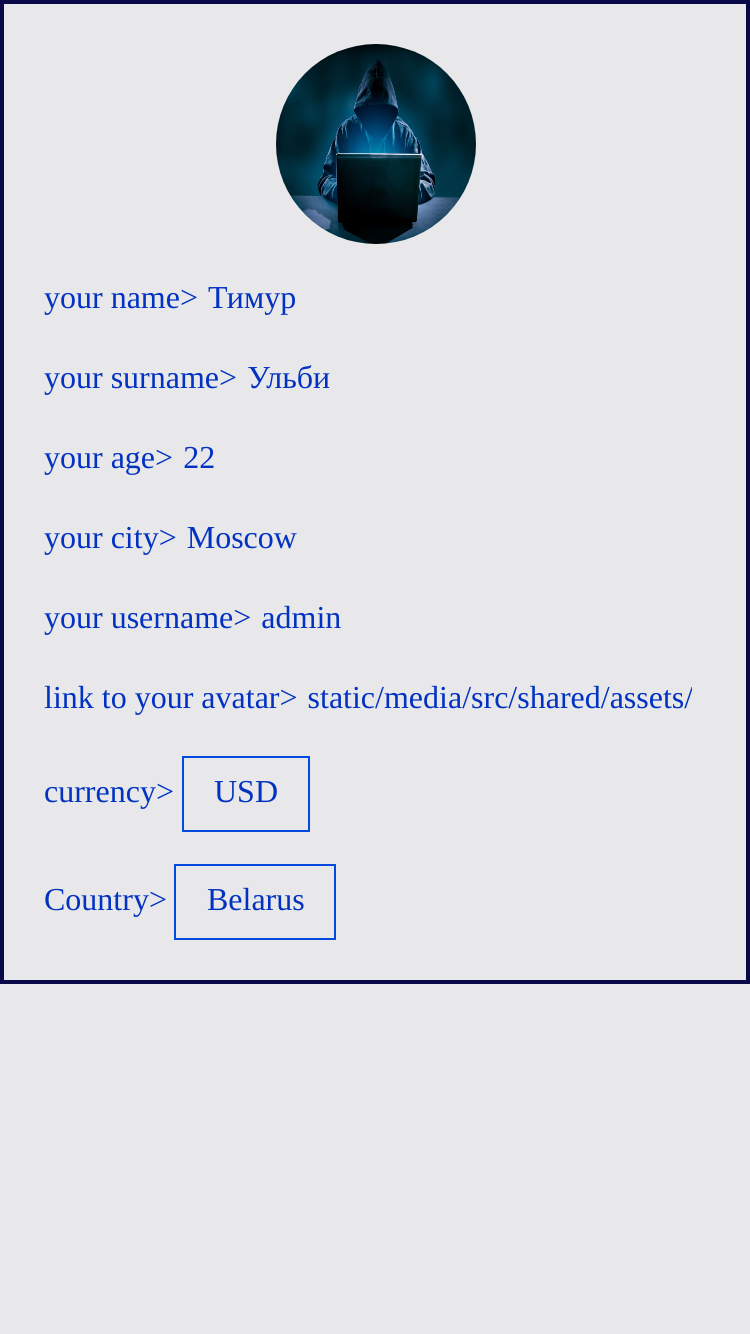 your name> Тимур
your surname> Ульби
your age> 22
your city> Moscow
your username> admin
link to your avatar> static/media/src/shared/assets/
currency> USD
Country> Belarus